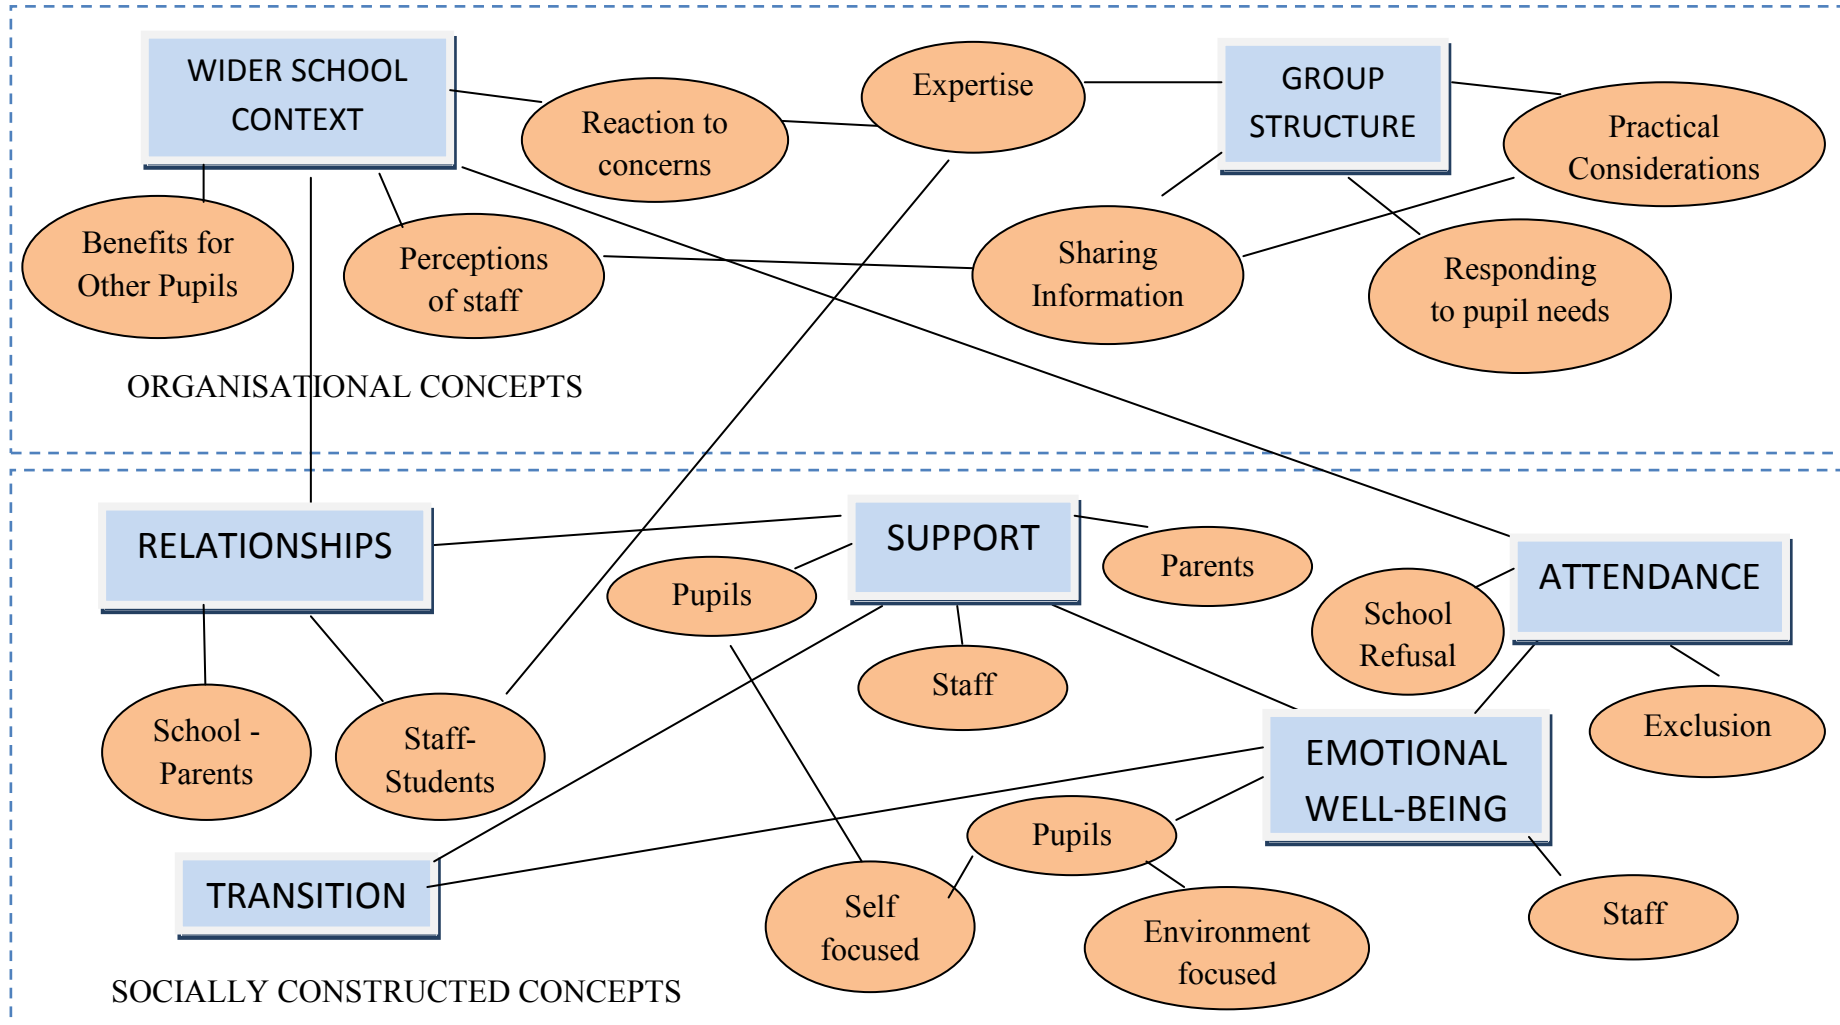 WIDER SCHOOL
CONTEXT
Reaction to
concerns
Expertise
GROUP
STRUCTURE
Practical
Considerations
Benefits for
Other Pupils
Perceptions
of staff
Sharing
Information
Responding
to pupil needs
ORGANISATIONAL CONCEPTS
RELATIONSHIPS
SUPPORT
Parents
ATTENDANCE
Pupils
School
Refusal
Staff
School -
Parents
Staff-
Students
Exclusion
EMOTIONAL
WELL-BEING
Pupils
TRANSITION
Self
focused
Environment
focused
Staff
SOCIALLY CONSTRUCTED CONCEPTS